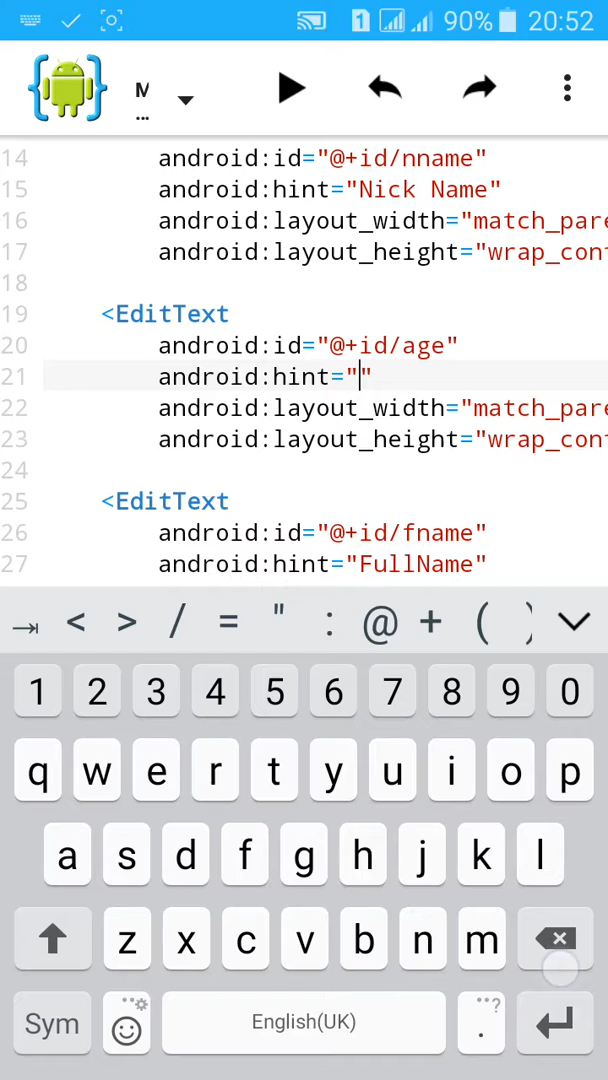 1 90% 20:52
M
...
14 android:id="@+id/nname"
15 android:hint="Nick Name"
16 android:layout_width="match_pare
17 android:layout_height="wrap_con
18
19 <EditText
20 android:id="@+id/age"
21 android:hint=""
22 android:layout_width="match_pare
23 android:layout_height="wrap_con
24
25 <EditText
26 android:id="@+id/fname"
27 android:hint="FullName"
< > / = " : @ + ( )
1 2 3 4 5 6 7 8 9 0
q w e r t y u i o p
a s d f g h j k l
z x c v b n m
Sym English(UK) . ?